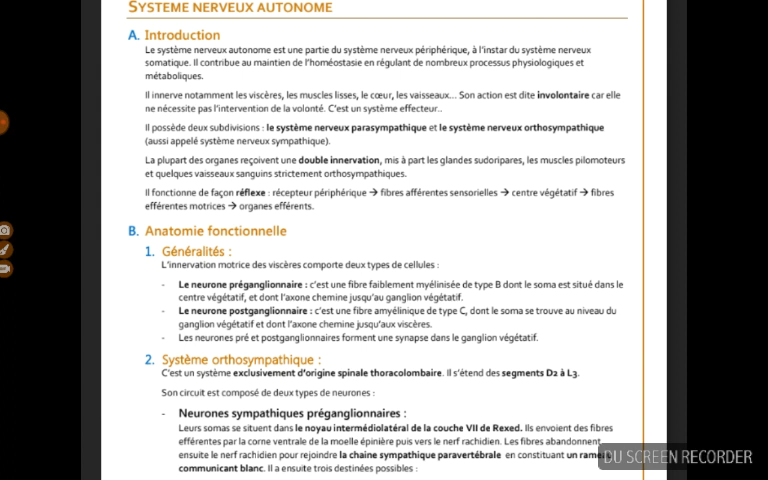 SYSTEME NERVEUX AUTONOME
A. Introduction
Le système nerveux autonome est une partie du système nerveux périphérique, à l'instar du système nerveux
somatique. Il contribue au maintien de l'homéostasie en régulant de nombreux processus physiologiques et
métaboliques.
Il innerve notamment les viscères, les muscles lisses, le cœur, les vaisseaux... Son action est dite involontaire car elle
ne nécessite pas l'intervention de la volonté. C'est un système effecteur..
Il possède deux subdivisions : le système nerveux parasympathique et le système nerveux orthosympathique
(aussi appelé système nerveux sympathique).
La plupart des organes reçoivent une double innervation, mis à part les glandes sudoripares, les muscles pilomoteurs
et quelques vaisseaux sanguins strictement orthosympathiques.
Il fonctionne de façon réflexe : récepteur périphérique → fibres afférentes sensorielles → centre végétatif → fibres
efférentes motrices → organes efférents.
B. Anatomie fonctionnelle
1. Généralités :
L'innervation motrice des viscères comporte deux types de cellules :
- Le neurone préganglionnaire : c'est une fibre faiblement myélinisée de type B dont le soma est situé dans le
centre végétatif, et dont l'axone chemine jusqu'au ganglion végétatif.
- Le neurone postganglionnaire : c'est une fibre amyélinique de type C, dont le soma se trouve au niveau du
ganglion végétatif et dont l'axone chemine jusqu'aux viscères.
- Les neurones pré et postganglionnaires forment une synapse dans le ganglion végétatif.
2. Système orthosympathique :
C'est un système exclusivement d'origine spinale thoracolombaire. Il s'étend des segments D2 à L3.
Son circuit est composé de deux types de neurones :
- Neurones sympathiques préganglionnaires :
Leurs somas se situent dans le noyau intermédiolatéral de la couche VII de Rexed. Ils envoient des fibres
efférentes par la corne ventrale de la moelle épinière puis vers le nerf rachidien. Les fibres abandonnent
ensuite le nerf rachidien pour rejoindre la chaine sympathique paravertébrale en constituant un rameau
communicant blanc. Il a ensuite trois destinées possibles :
DU SCREEN RECORDER